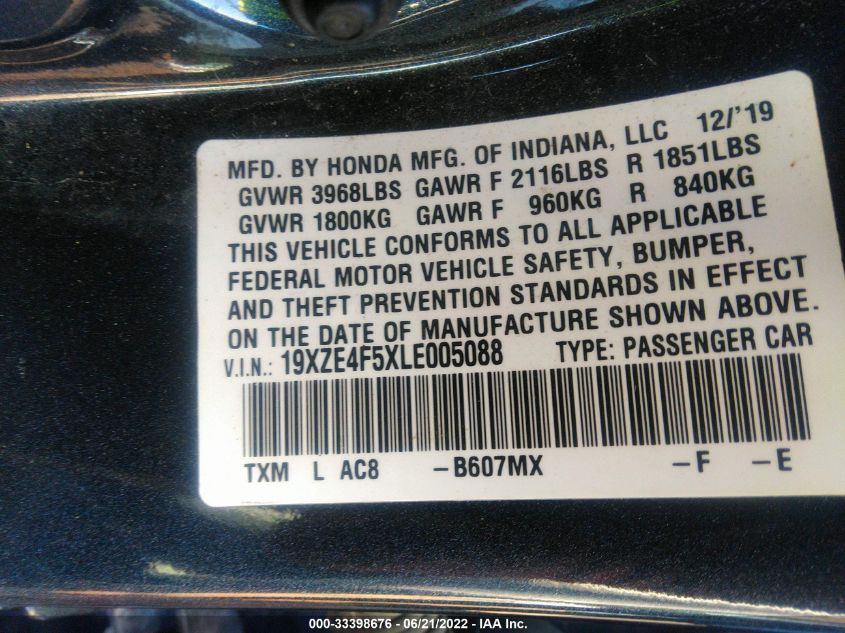 MFD. BY HONDA MFG. OF INDIANA, LLC 12/'19
GVWR 3968LBS GAWR F 2116LBS R 1851LBS
GVWR 1800KG GAWR F 960KG R 840KG
THIS VEHICLE CONFORMS TO ALL APPLICABLE
FEDERAL MOTOR VEHICLE SAFETY, BUMPER,
AND THEFT PREVENTION STANDARDS IN EFFECT
ON THE DATE OF MANUFACTURE SHOWN ABOVE.
V.I.N.: 19XZE4F5XLE005088 TYPE: PASSENGER CAR
TXM L AC8 -B607MX -F -E
000-33398676 - 06/21/2022 - IAA Inc.